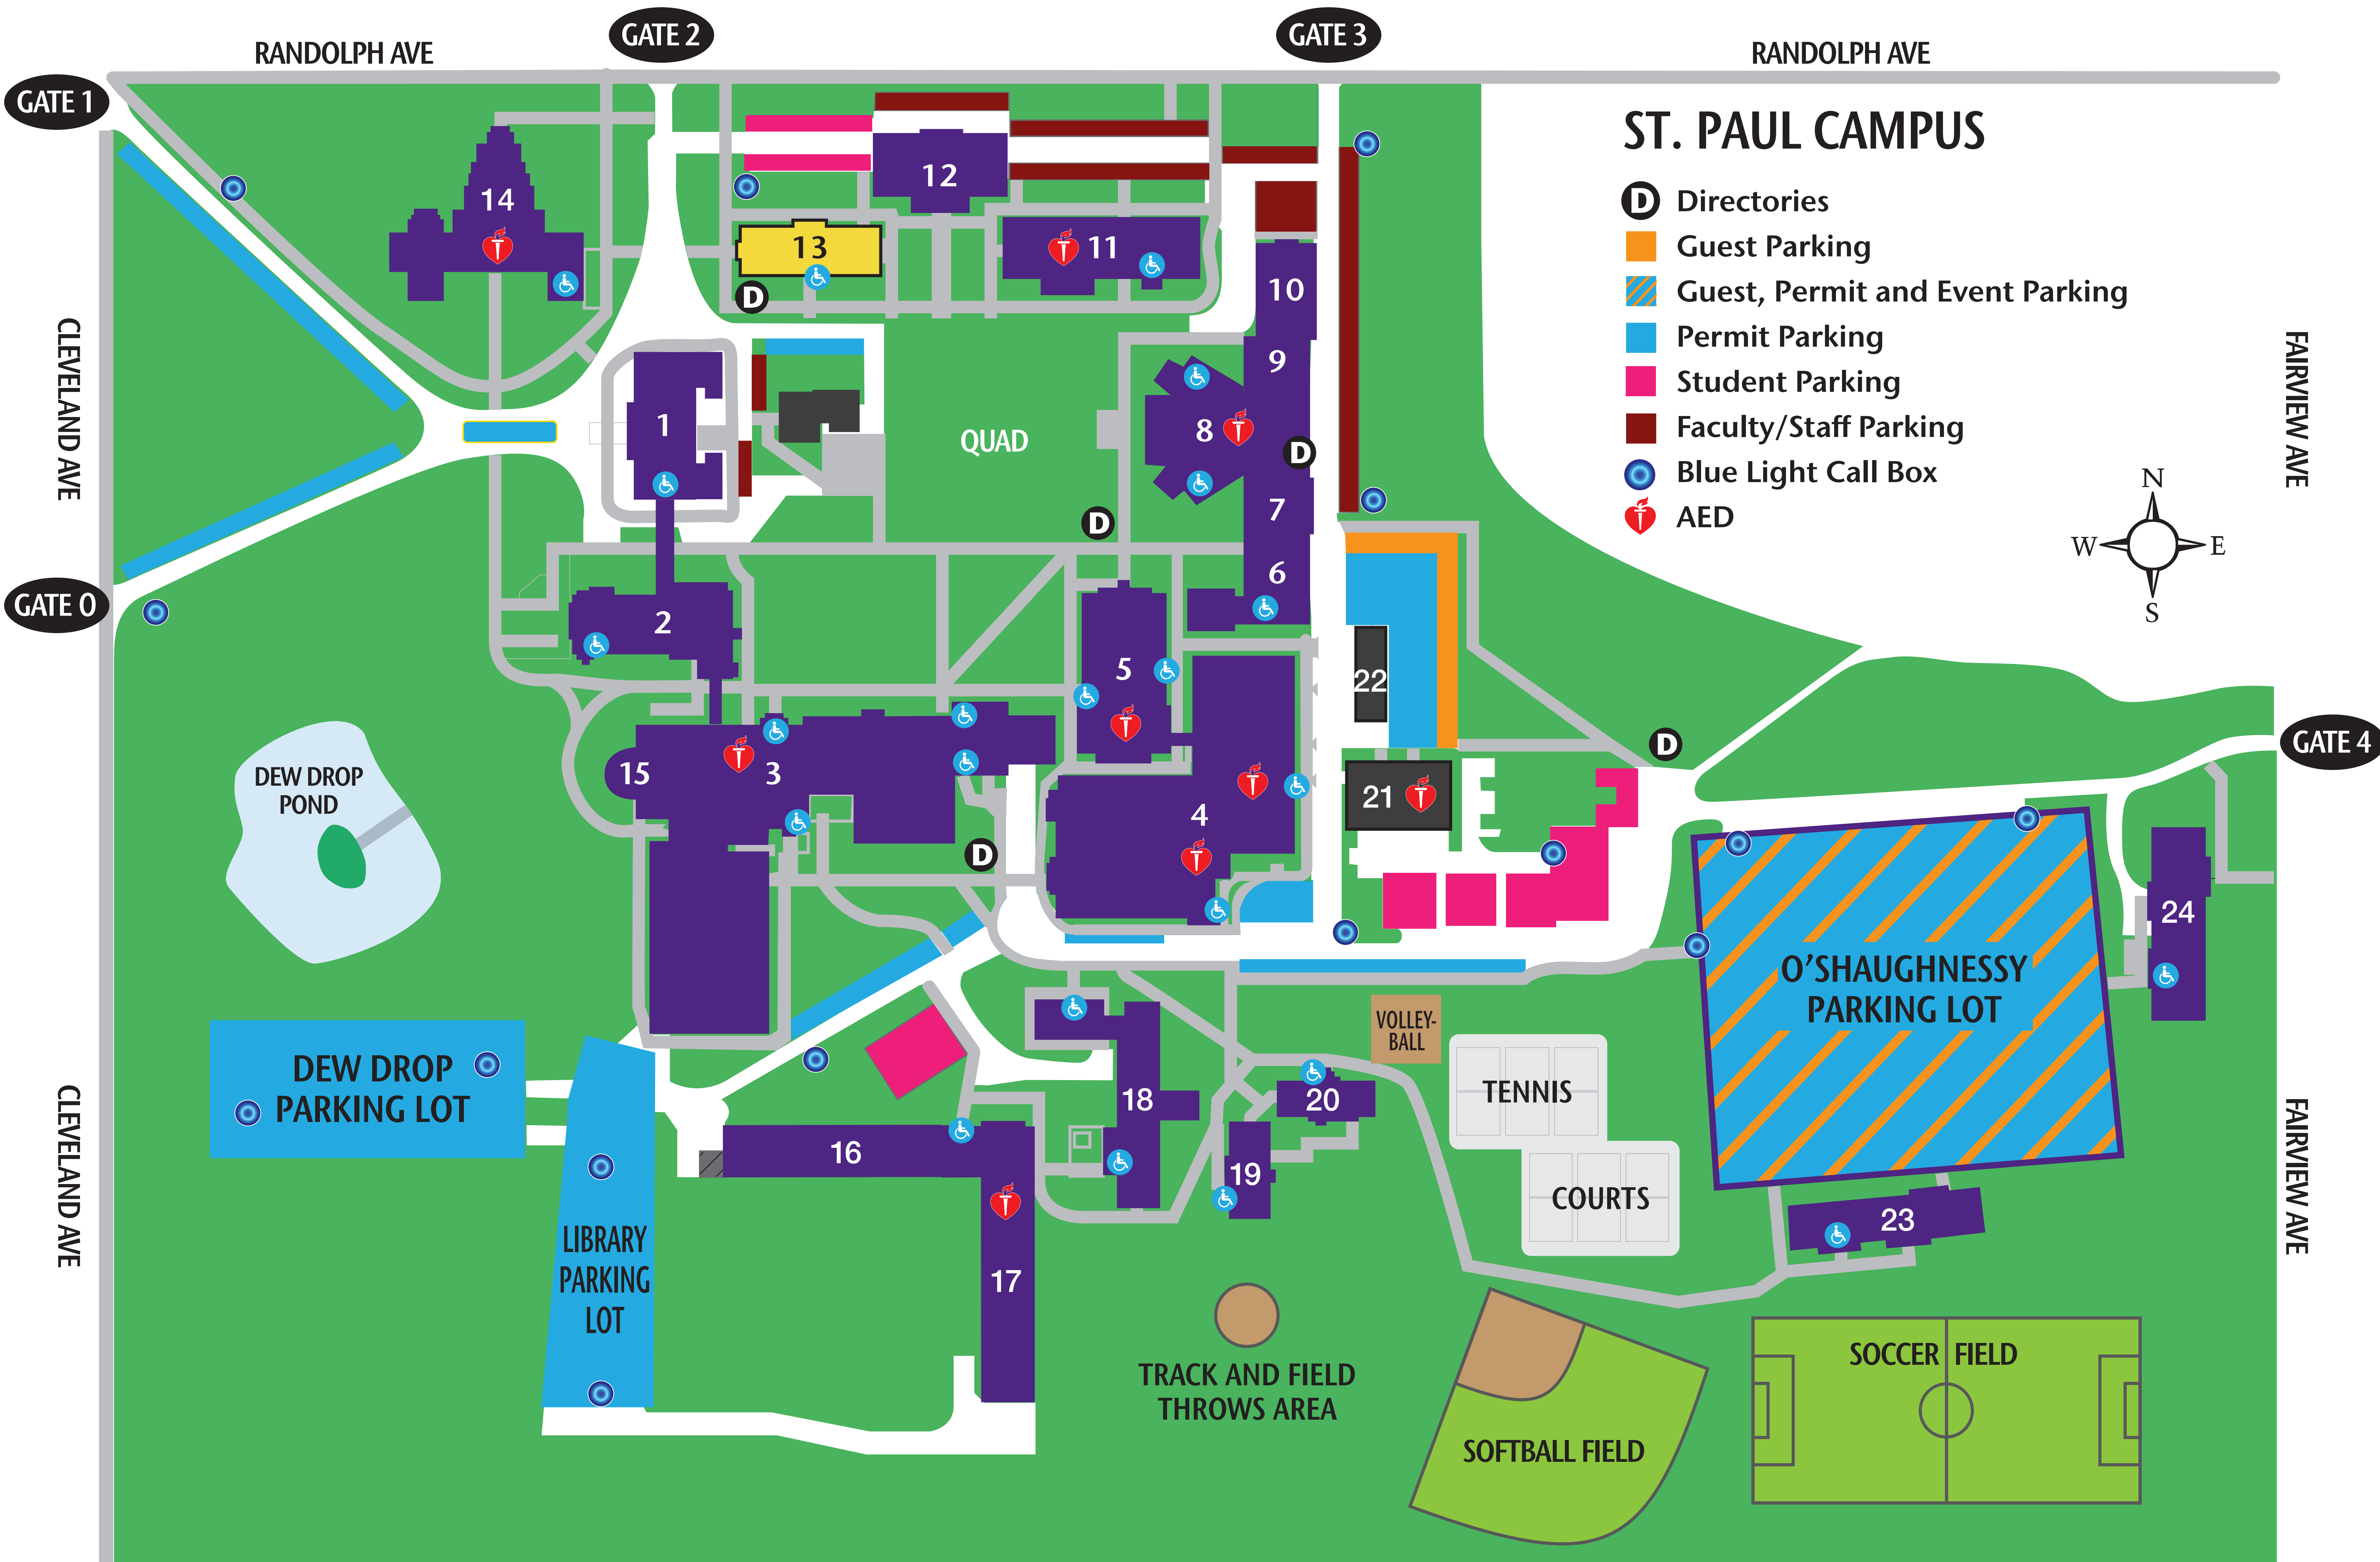 GATE 2
GATE 3
RANDOLPH AVE
RANDOLPH AVE
GATE 1
ST. PAUL CAMPUS
D Directories
Guest Parking
Guest, Permit and Event Parking
Permit Parking
Student Parking
Faculty/Staff Parking
Blue Light Call Box
AED
N
W E
S
CLEVELAND AVE
FAIRVIEW AVE
14
12
13
11
D
10
9
1
QUAD
8
D
7
D
6
GATE 0
2
5
22
D
GATE 4
15
3
DEW DROP
POND
4
21
D
24
O'SHAUGHNESSY
PARKING LOT
VOLLEY-
BALL
DEW DROP
PARKING LOT
TENNIS
COURTS
18
20
16
19
23
LIBRARY
PARKING
LOT
17
CLEVELAND AVE
FAIRVIEW AVE
TRACK AND FIELD
THROWS AREA
SOFTBALL FIELD
SOCCER FIELD